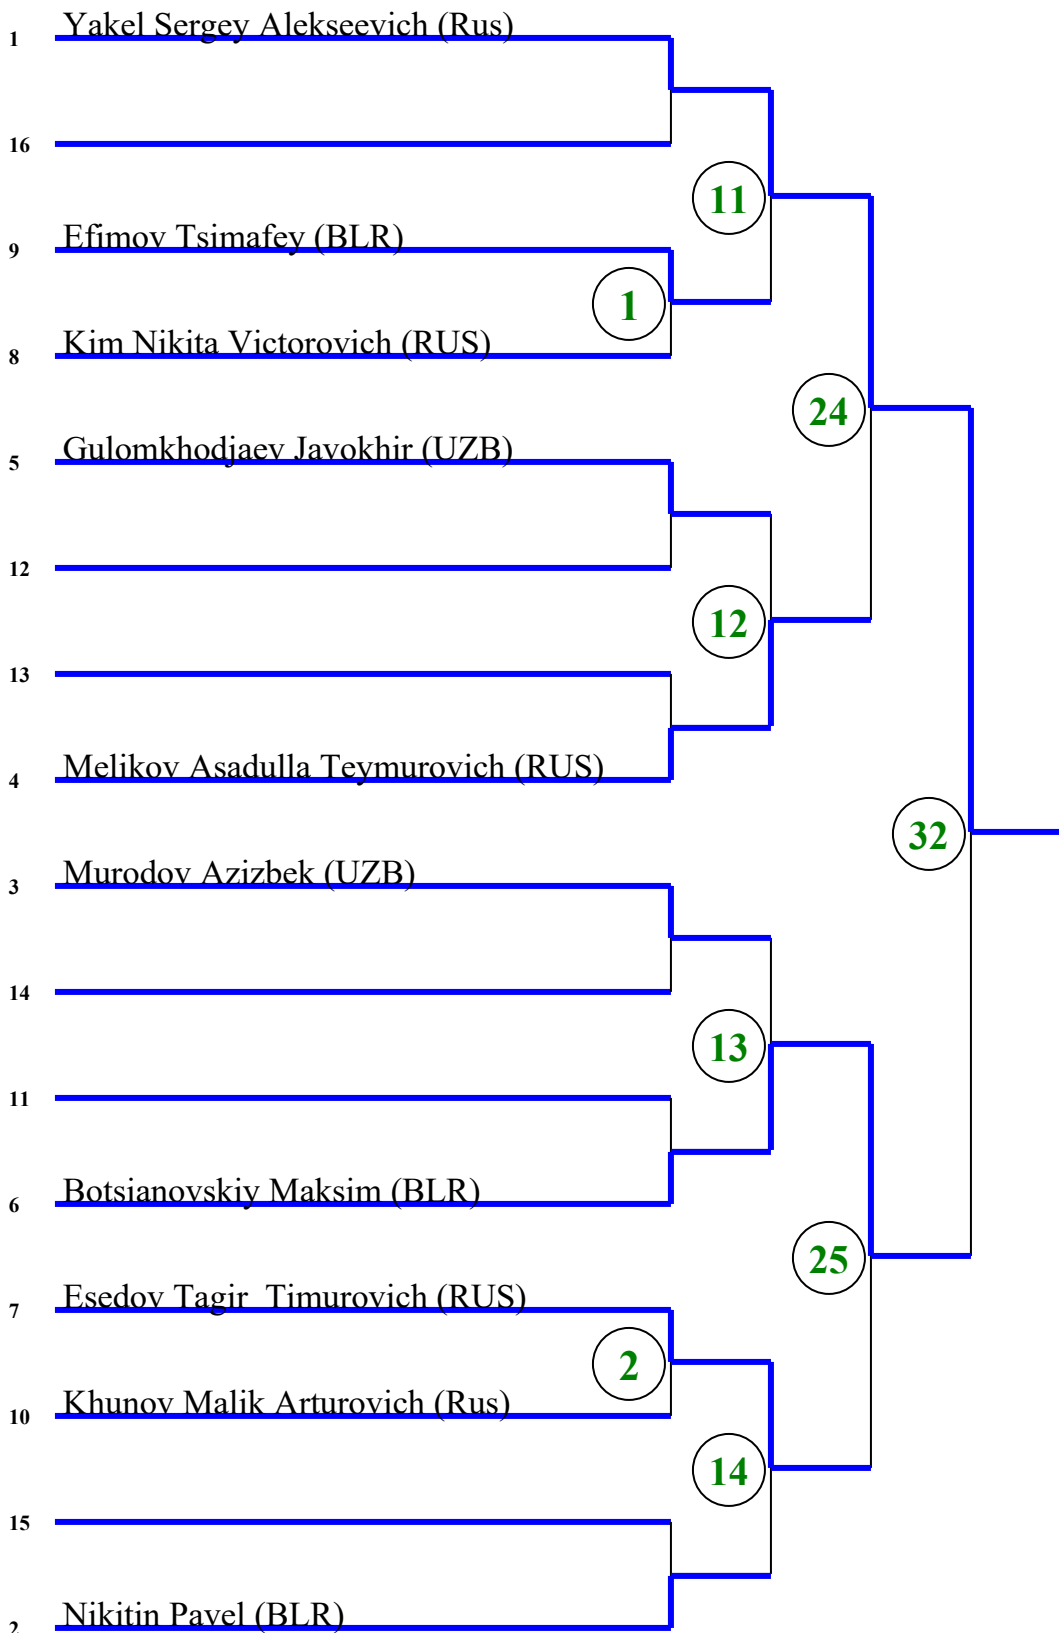 1 Yakel Sergey Alekseevich (Rus)
16
11
9 Efimov Tsimafey (BLR)
1
8 Kim Nikita Victorovich (RUS)
24
5 Gulomkhodjaev Javokhir (UZB)
12
12
13
4 Melikov Asadulla Teymurovich (RUS)
32
3 Murodov Azizbek (UZB)
14
13
11
6 Botsianovskiy Maksim (BLR)
25
7 Esedov Tagir Timurovich (RUS)
2
10 Khunov Malik Arturovich (Rus)
14
15
2 Nikitin Pavel (BLR)